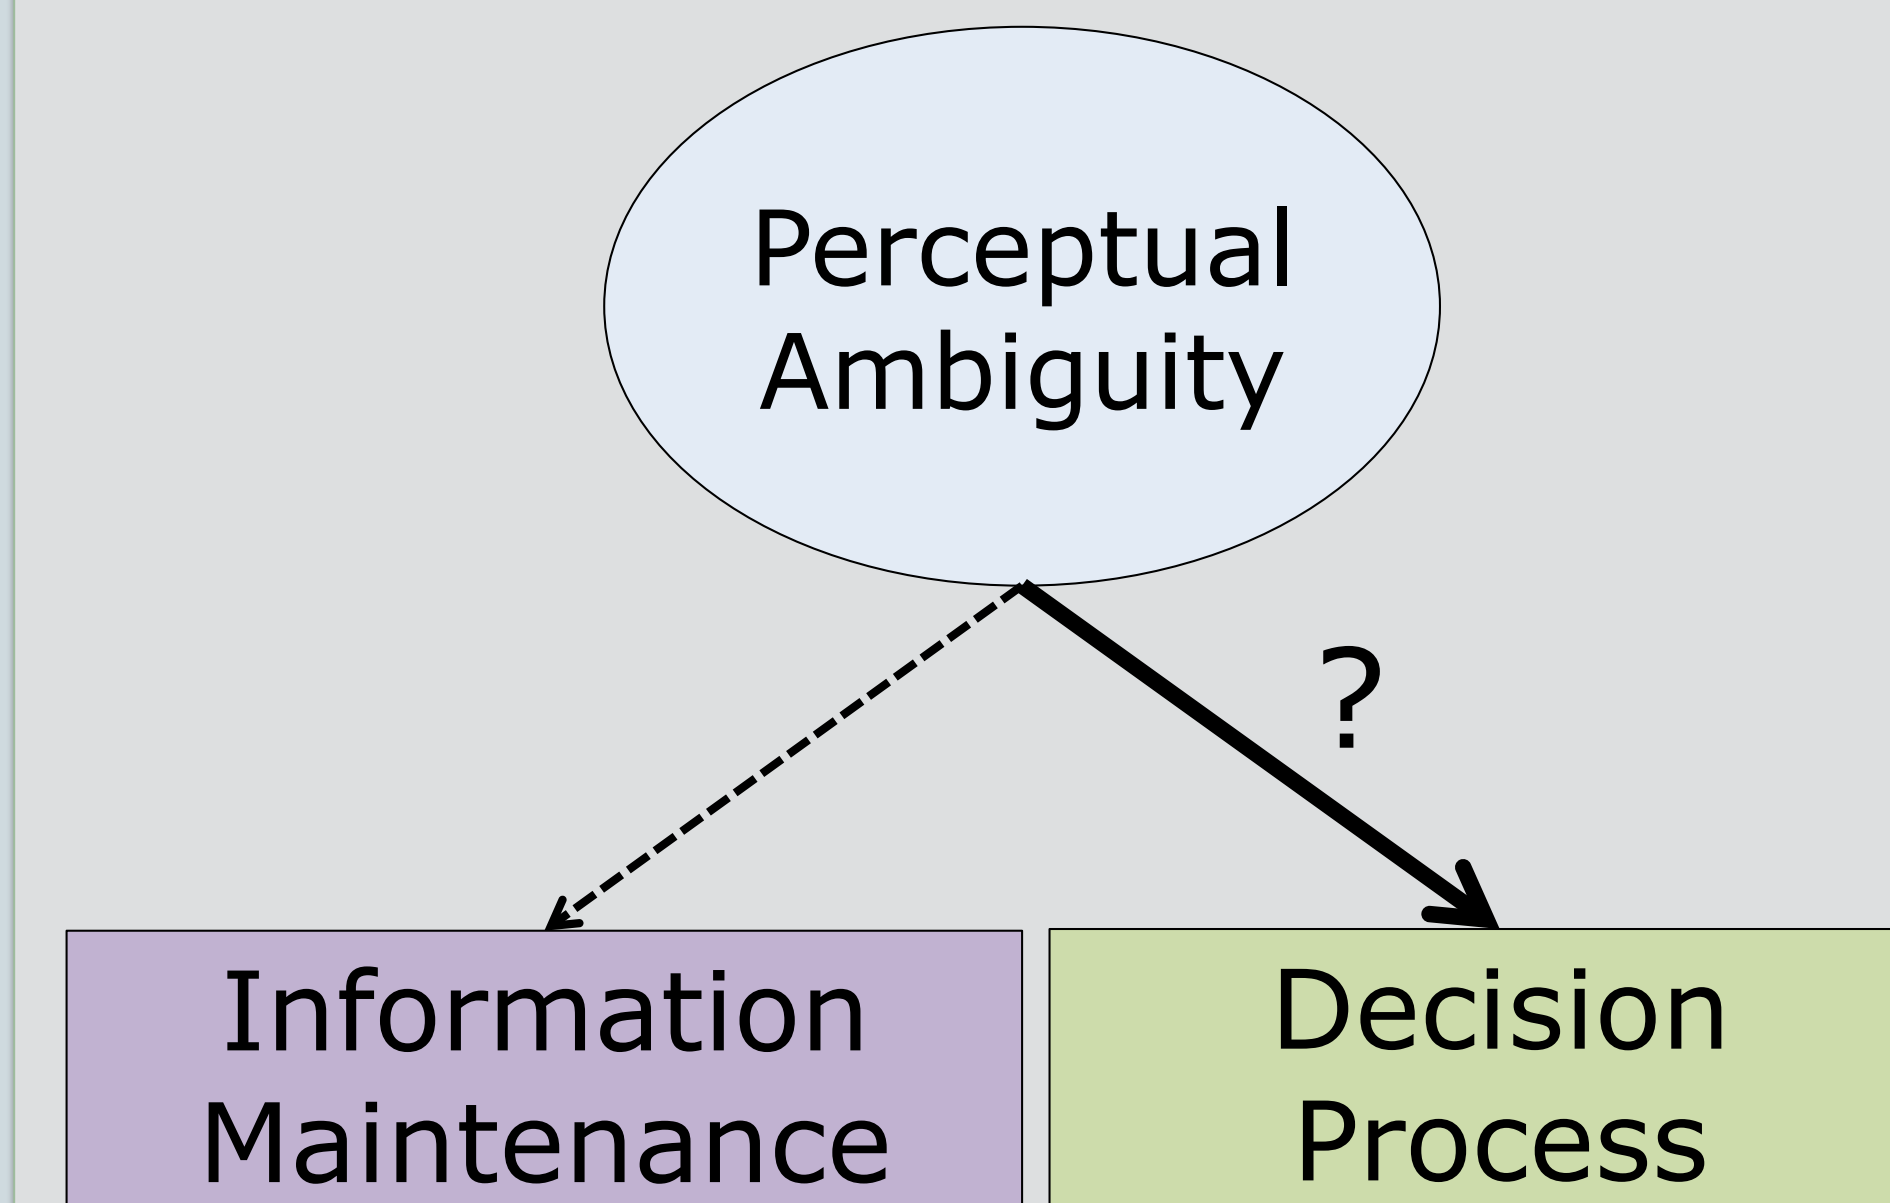 Perceptual
Ambiguity
?
Information
Maintenance
Decision
Process